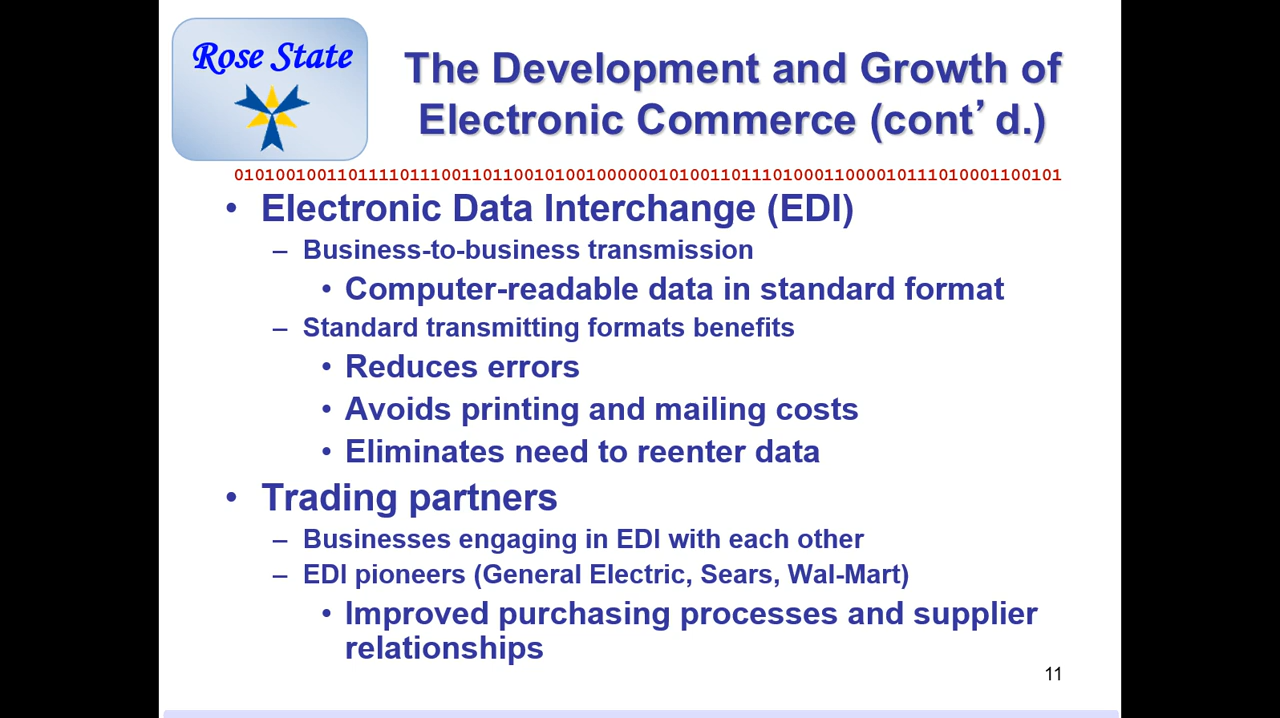 Rose State
The Development and Growth of
Electronic Commerce (cont’d.)
01010010011011110111001101100101001000000101001101110100011000010111010001100101
• Electronic Data Interchange (EDI)
– Business-to-business transmission
• Computer-readable data in standard format
– Standard transmitting formats benefits
• Reduces errors
• Avoids printing and mailing costs
• Eliminates need to reenter data
• Trading partners
– Businesses engaging in EDI with each other
– EDI pioneers (General Electric, Sears, Wal-Mart)
• Improved purchasing processes and supplier
relationships
11